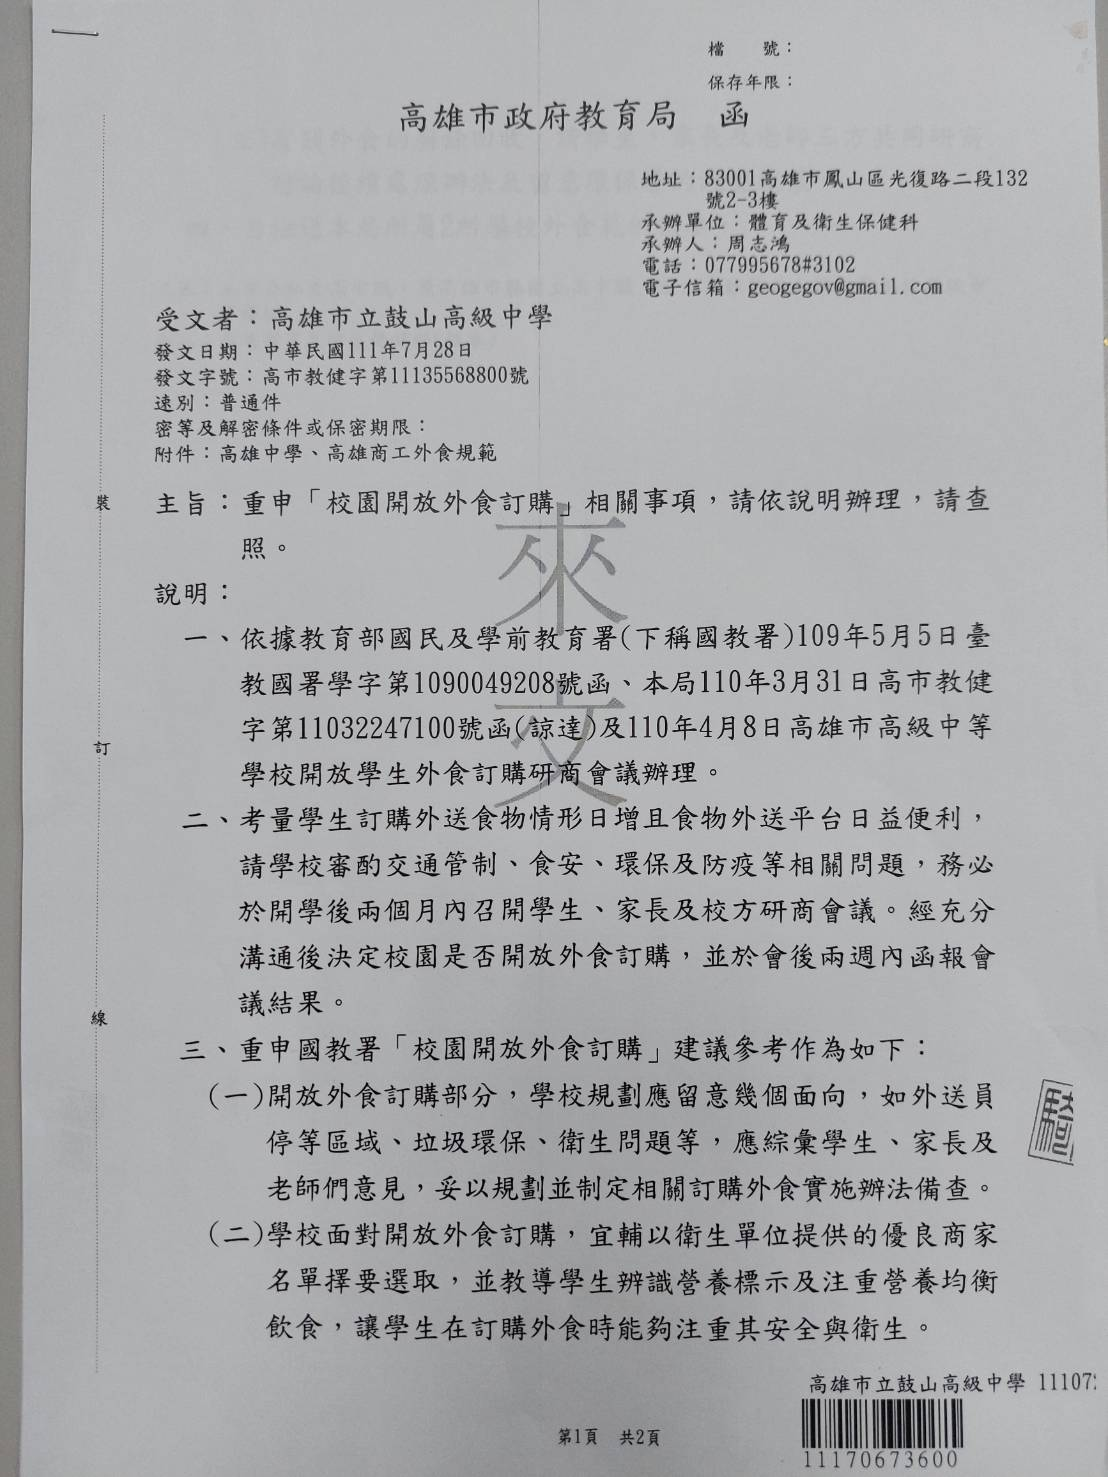 檔　　號：
保存年限：
高雄市政府教育局　函
地址：83001高雄市鳳山區光復路二段132
號2-3樓
承辦單位：體育及衛生保健科
承辦人：周志鴻
電話：077995678#3102
電子信箱：geogegov@gmail.com
受文者：高雄市立鼓山高級中學
發文日期：中華民國111年7月28日
發文字號：高市教健字第11135568800號
速別：普通件
密等及解密條件或保密期限：
附件：高雄中學、高雄商工外食規範
主旨：重申「校園開放外食訂購」相關事項，請依說明辦理，請查
照。
說明：
一、依據教育部國民及學前教育署(下稱國教署)109年5月5日臺
教國署學字第1090049208號函、本局110年3月31日高市教健
字第11032247100號函(諒達)及110年4月8日高雄市高級中等
學校開放學生外食訂購研商會議辦理。
二、考量學生訂購外送食物情形日增且食物外送平台日益便利，
請學校審酌交通管制、食安、環保及防疫等相關問題，務必
於開學後兩個月內召開學生、家長及校方研商會議。經充分
溝通後決定校園是否開放外食訂購，並於會後兩週內函報會
議結果。
三、重申國教署「校園開放外食訂購」建議參考作為如下：
(一)開放外食訂購部分，學校規劃應留意幾個面向，如外送員
停等區域、垃圾環保、衛生問題等，應綜彙學生、家長及
老師們意見，妥以規劃並制定相關訂購外食實施辦法備查。
(二)學校面對開放外食訂購，宜輔以衛生單位提供的優良商家
名單擇要選取，並教導學生辨識營養標示及注重營養均衡
飲食，讓學生在訂購外食時能夠注重其安全與衛生。
來文
裝
訂
線
高雄市立鼓山高級中學 11107
11170673600
第1頁　共2頁